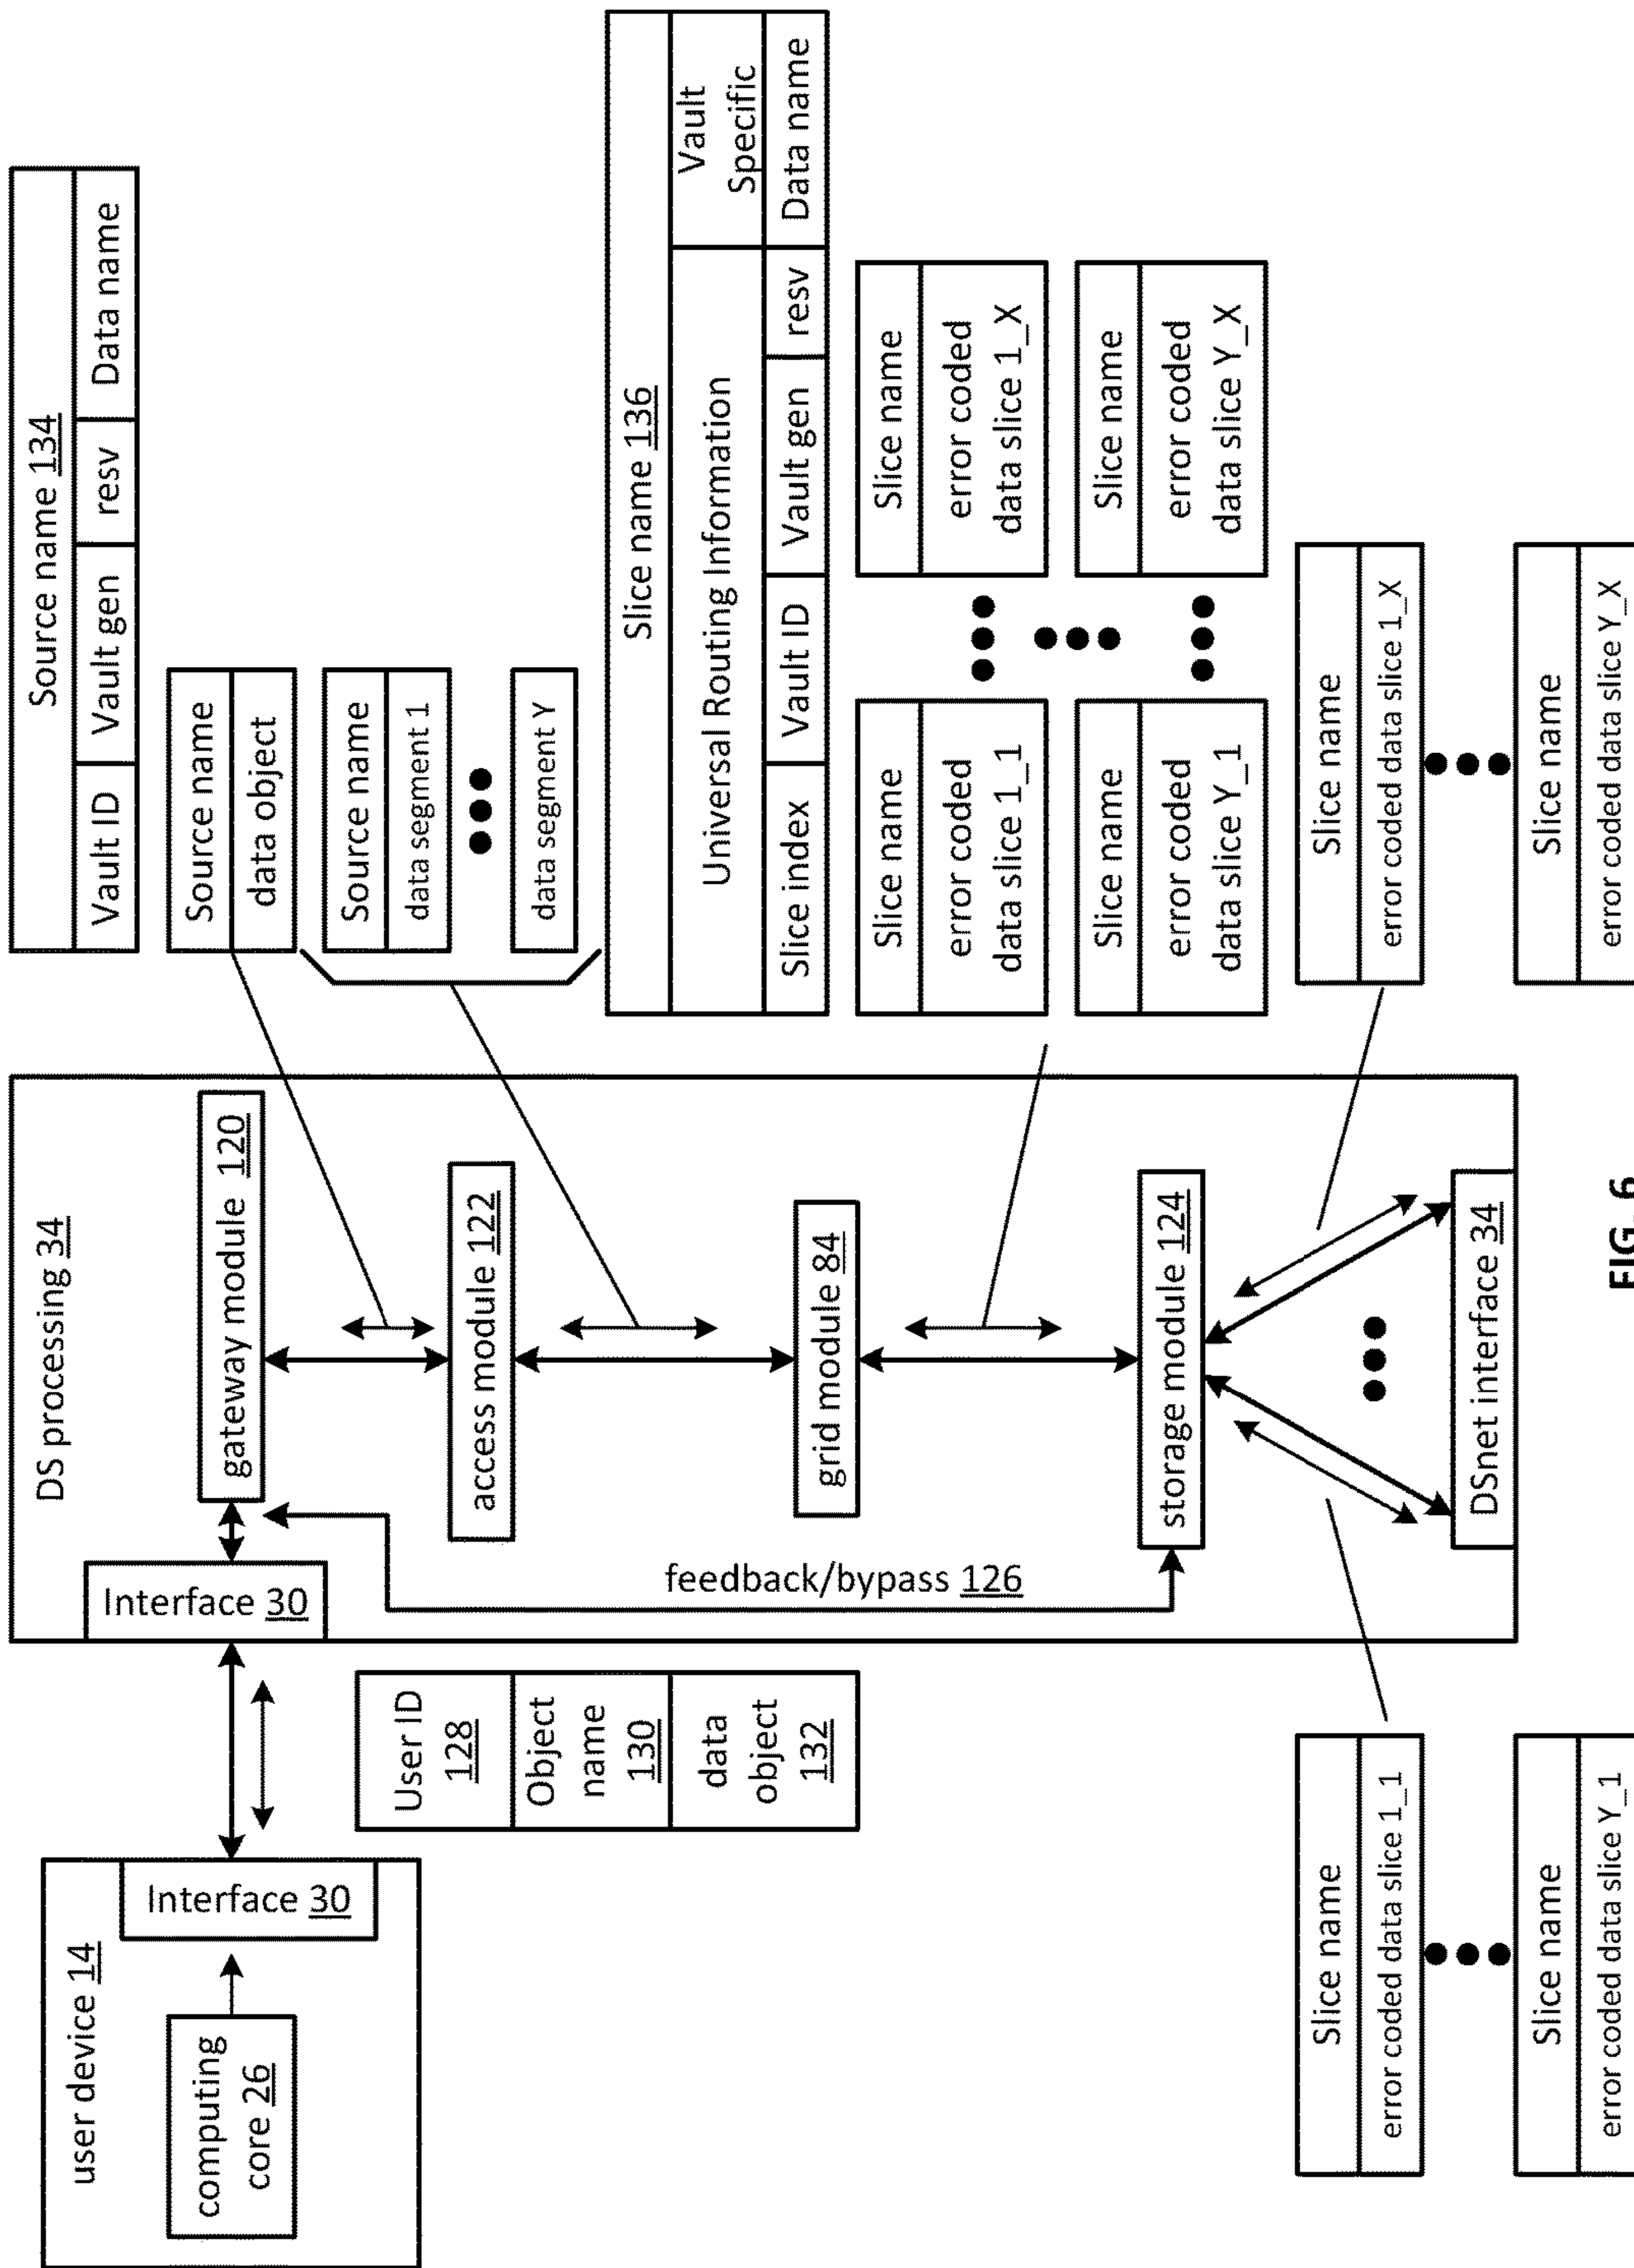 user device 14
computing
core 26
Interface 30
User ID
128
Object
name
130
data
object
132
DS processing 34
Interface 30
gateway module 120
access module 122
grid module 84
storage module 124
DSnet interface 34
feedback/bypass 126
Source name 134
Vault ID
Vault gen
resv
Data name
Source name
data object
Source name
data segment 1
data segment Y
Slice name 136
Universal Routing Information
Vault
Specific
Slice index
Vault ID
Vault gen
resv
Data name
Slice name
error coded
data slice 1_1
Slice name
error coded
data slice 1_X
Slice name
error coded
data slice Y_1
Slice name
error coded
data slice Y_X
Slice name
error coded data slice 1_1
Slice name
error coded data slice Y_1
Slice name
error coded data slice 1_X
Slice name
error coded data slice Y_X
FIG. 6